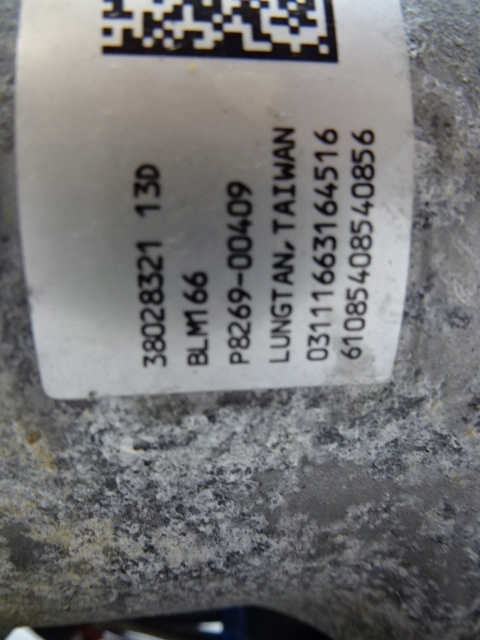 38028321 13D
BLM166
P8269-00409
LUNGTAN, TAIWAN
03111663164516
61085408540856